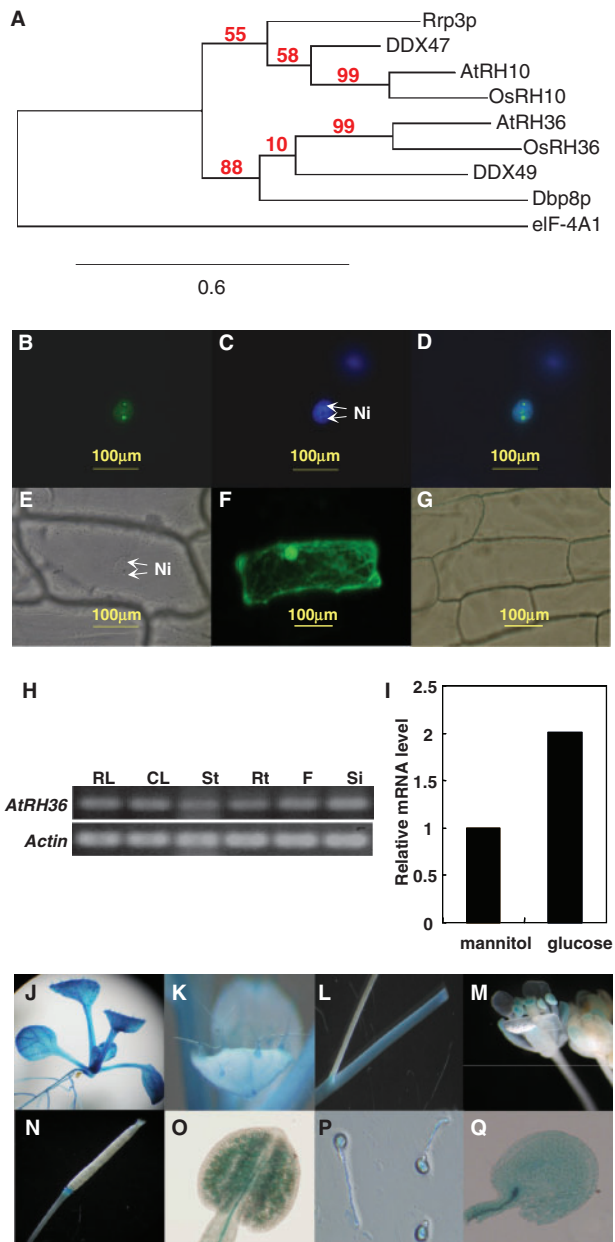 A
55
Rrp3p
58
DDX47
99
AtRH10
OsRH10
99
AtRH36
10
OsRH36
88
DDX49
Dbp8p
eIF-4A1
0.6
B
C
D
Ni
100µm
100µm
100µm
E
F
G
Ni
100µm
100µm
100µm
H
RL CL St Rt F Si
AtRH36
Actin
I
Relative mRNA level
2.5
2
1.5
1
0.5
0
mannitol glucose
J
K
L
M
N
O
P
Q